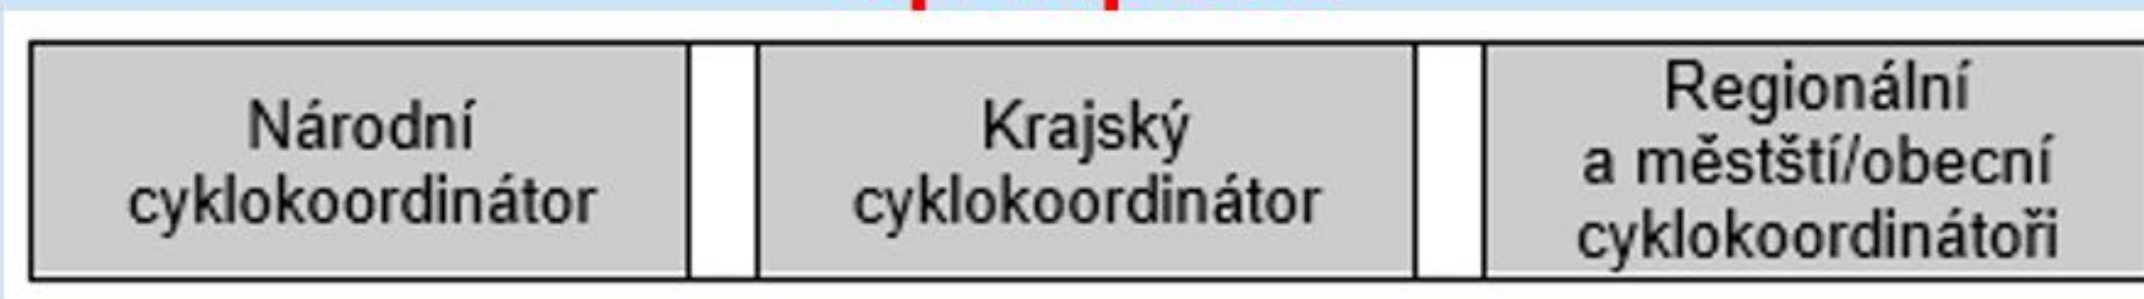 Národní
cyklokoordinátor
Krajský
cyklokoordinátor
Regionální
a městští/obecní
cyklokoordinátoři